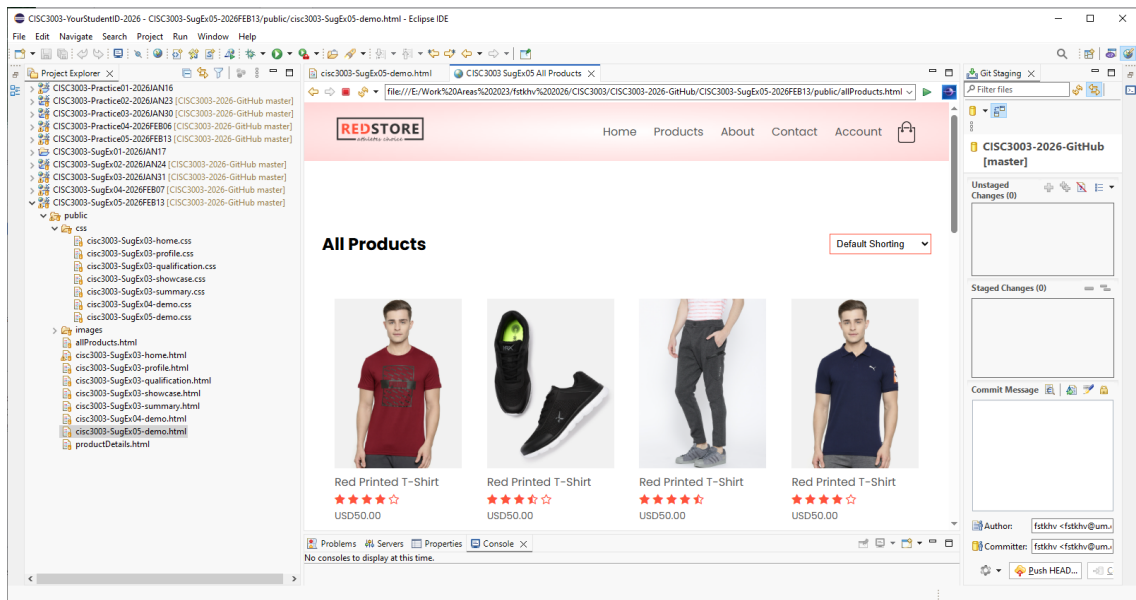 CISC3003-YourStudentID-2026 - CISC3003-SugEx05-2026FEB13/public/cisc3003-SugEx05-demo.html - Eclipse IDE
File Edit Navigate Search Project Run Window Help
Project Explorer
CISC3003-Practice01-2026JAN16
CISC3003-Practice02-2026JAN23 [CISC3003-2026-GitHub master]
CISC3003-Practice03-2026JAN30 [CISC3003-2026-GitHub master]
CISC3003-Practice04-2026FEB06 [CISC3003-2026-GitHub master]
CISC3003-Practice05-2026FEB13 [CISC3003-2026-GitHub master]
CISC3003-SugEx01-2026JAN17
CISC3003-SugEx02-2026JAN24 [CISC3003-2026-GitHub master]
CISC3003-SugEx03-2026JAN31 [CISC3003-2026-GitHub master]
CISC3003-SugEx04-2026FEB07 [CISC3003-2026-GitHub master]
CISC3003-SugEx05-2026FEB13 [CISC3003-2026-GitHub master]
public
css
cisc3003-SugEx03-home.css
cisc3003-SugEx03-profile.css
cisc3003-SugEx03-qualification.css
cisc3003-SugEx03-showcase.css
cisc3003-SugEx03-summary.css
cisc3003-SugEx04-demo.css
cisc3003-SugEx05-demo.css
images
allProducts.html
cisc3003-SugEx03-home.html
cisc3003-SugEx03-profile.html
cisc3003-SugEx03-qualification.html
cisc3003-SugEx03-showcase.html
cisc3003-SugEx03-summary.html
cisc3003-SugEx04-demo.html
cisc3003-SugEx05-demo.html
productDetails.html
cisc3003-SugEx05-demo.html
CISC3003 SugEx05 All Products
file:///E:/Work%20Areas%202023/fstkhv%202026/CISC3003/CISC3003-GitHub/CISC3003-SugEx05-2026FEB13/public/allProducts.html
REDSTORE
athletes choice
Home Products About Contact Account
All Products
Default Shorting
Red Printed T-Shirt
USD50.00
Red Printed T-Shirt
USD50.00
Red Printed T-Shirt
USD50.00
Red Printed T-Shirt
USD50.00
Problems Servers Properties Console
No consoles to display at this time.
Git Staging
Filter files
CISC3003-2026-GitHub
[master]
Unstaged
Changes (0)
Staged Changes (0)
Commit Message
Author: fstkhv <fstkhv@um.
Committer: fstkhv <fstkhv@um.
Push HEAD...
C